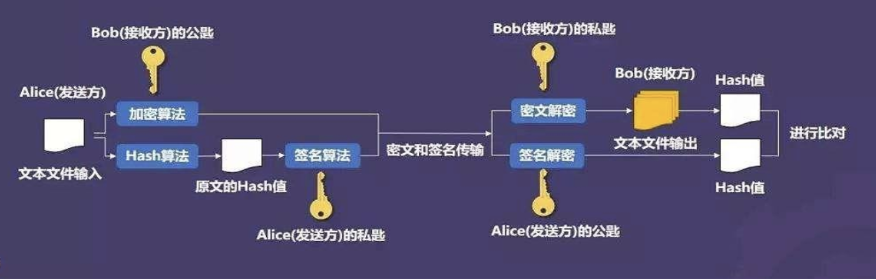 Bob(接收方)的公匙
Bob(接收方)的私匙
Alice(发送方)
Bob(接收方)
Hash值
加密算法
密文解密
文本文件输出
进行比对
密文和签名传输
Hash算法
签名算法
签名解密
文本文件输入
原文的Hash值
Hash值
Alice(发送方)的私匙
Alice(发送方)的公匙